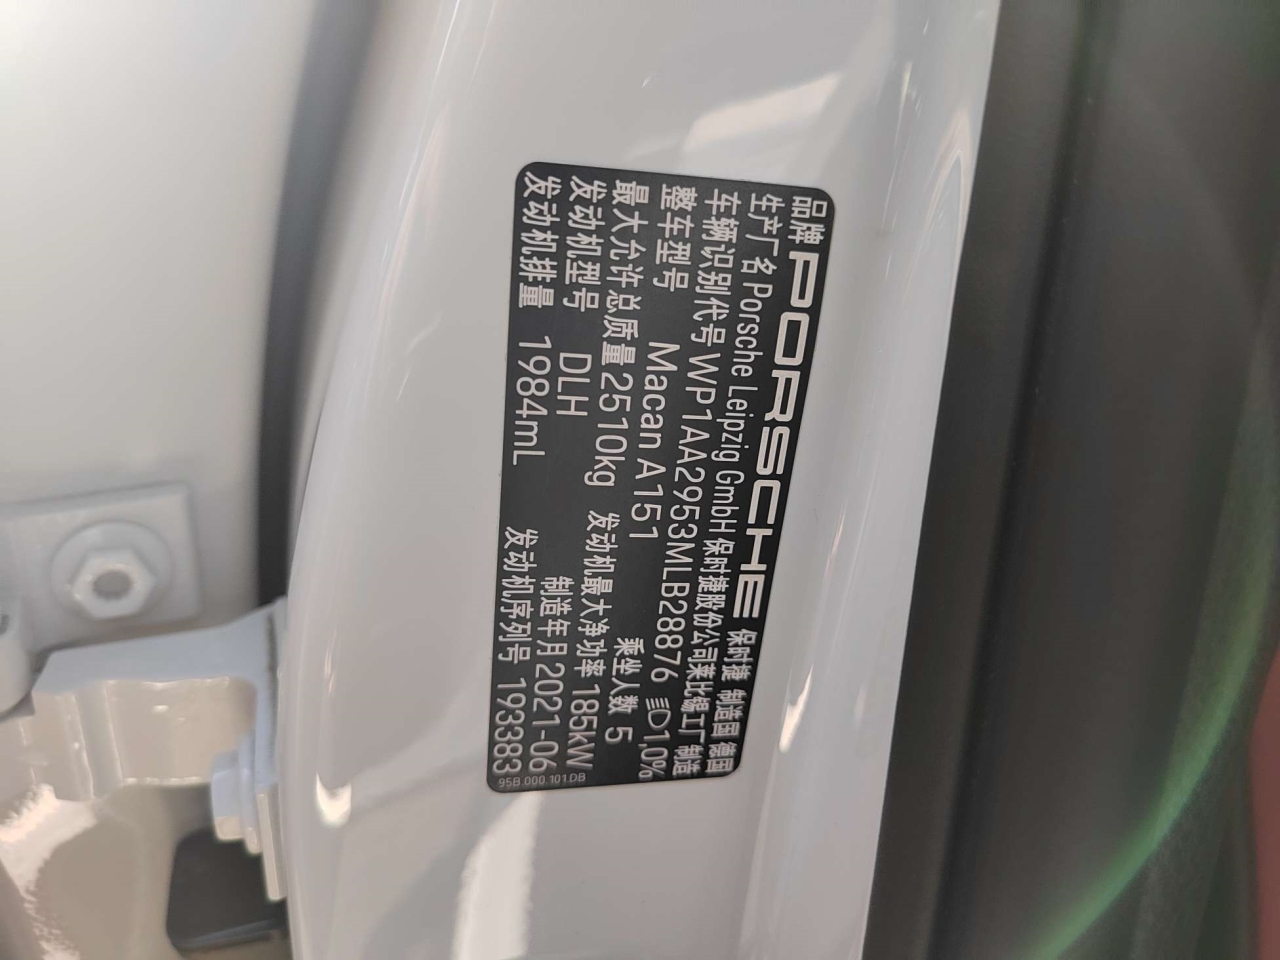 品牌 PORSCHE 保时捷 制造国 德国
生产厂名 Porsche Leipzig GmbH 保时捷股份公司莱比锡工厂 制造
车辆识别代号 WP1AA2953MLB28876 1,0%
整车型号 Macan A151 乘坐人数 5
最大允许总质量 2510kg 发动机最大净功率 185kW
发动机型号 DLH 制造年月 2021-06
发动机排量 1984mL 发动机序列号 193383
95B.000.101.DB